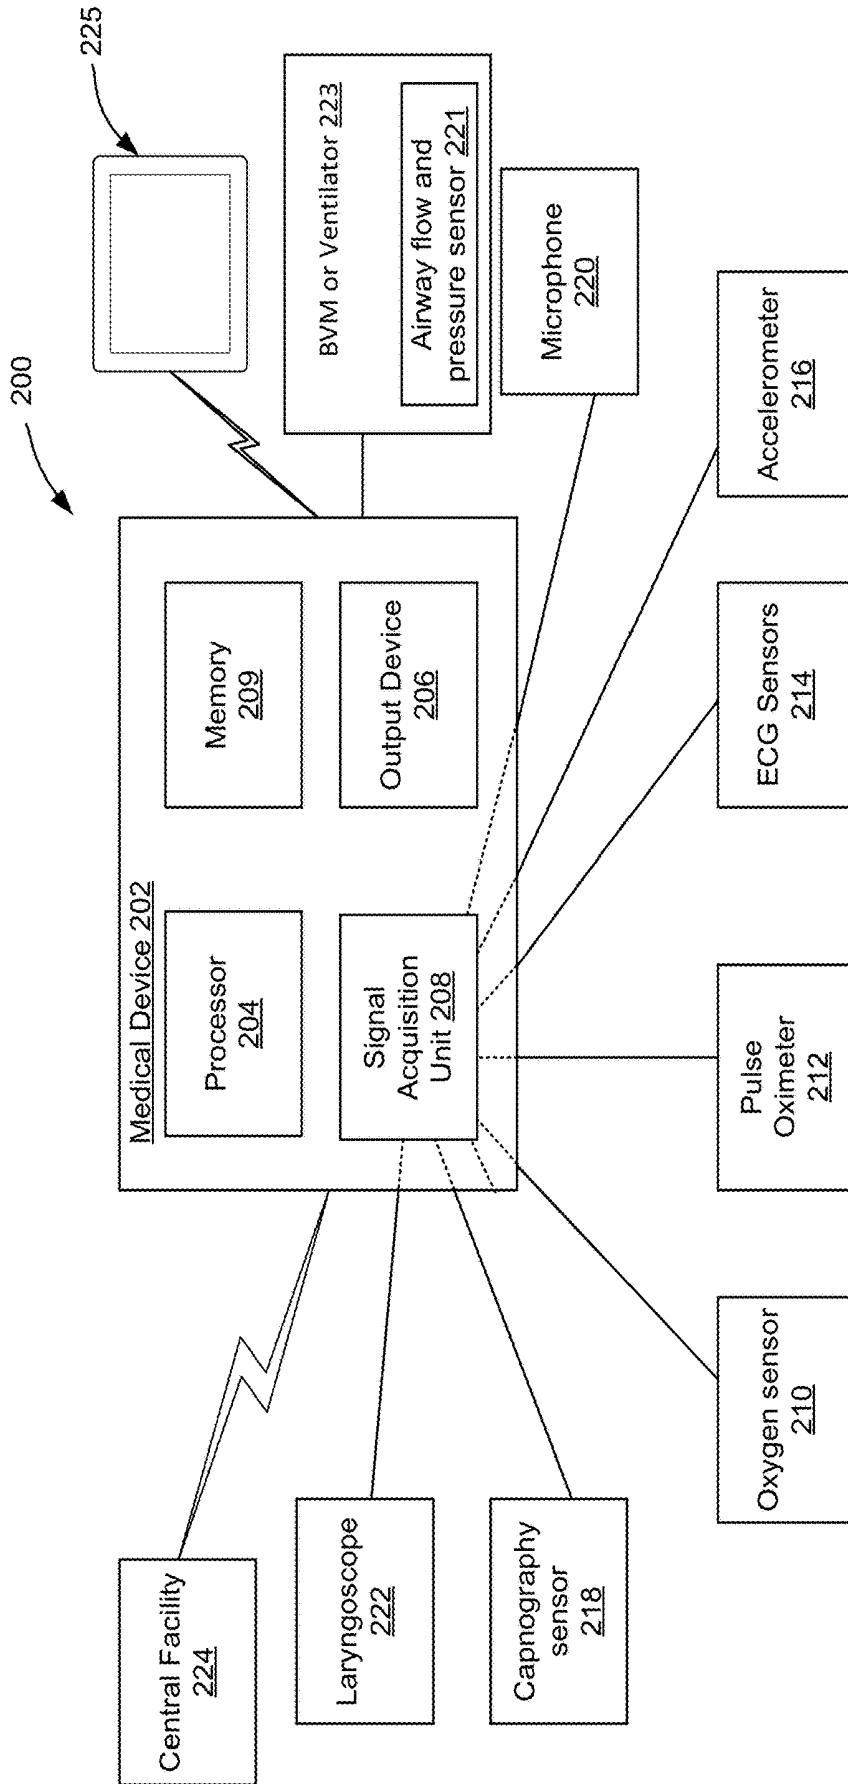 200
225
Central Facility
224
Medical Device 202
Processor
204
Memory
209
BVM or Ventilator 223
Airway flow and
pressure sensor 221
Laryngoscope
222
Signal
Acquisition
Unit 208
Output Device
206
Capnography
sensor
218
Microphone
220
Oxygen sensor
210
Pulse
Oximeter
212
ECG Sensors
214
Accelerometer
216